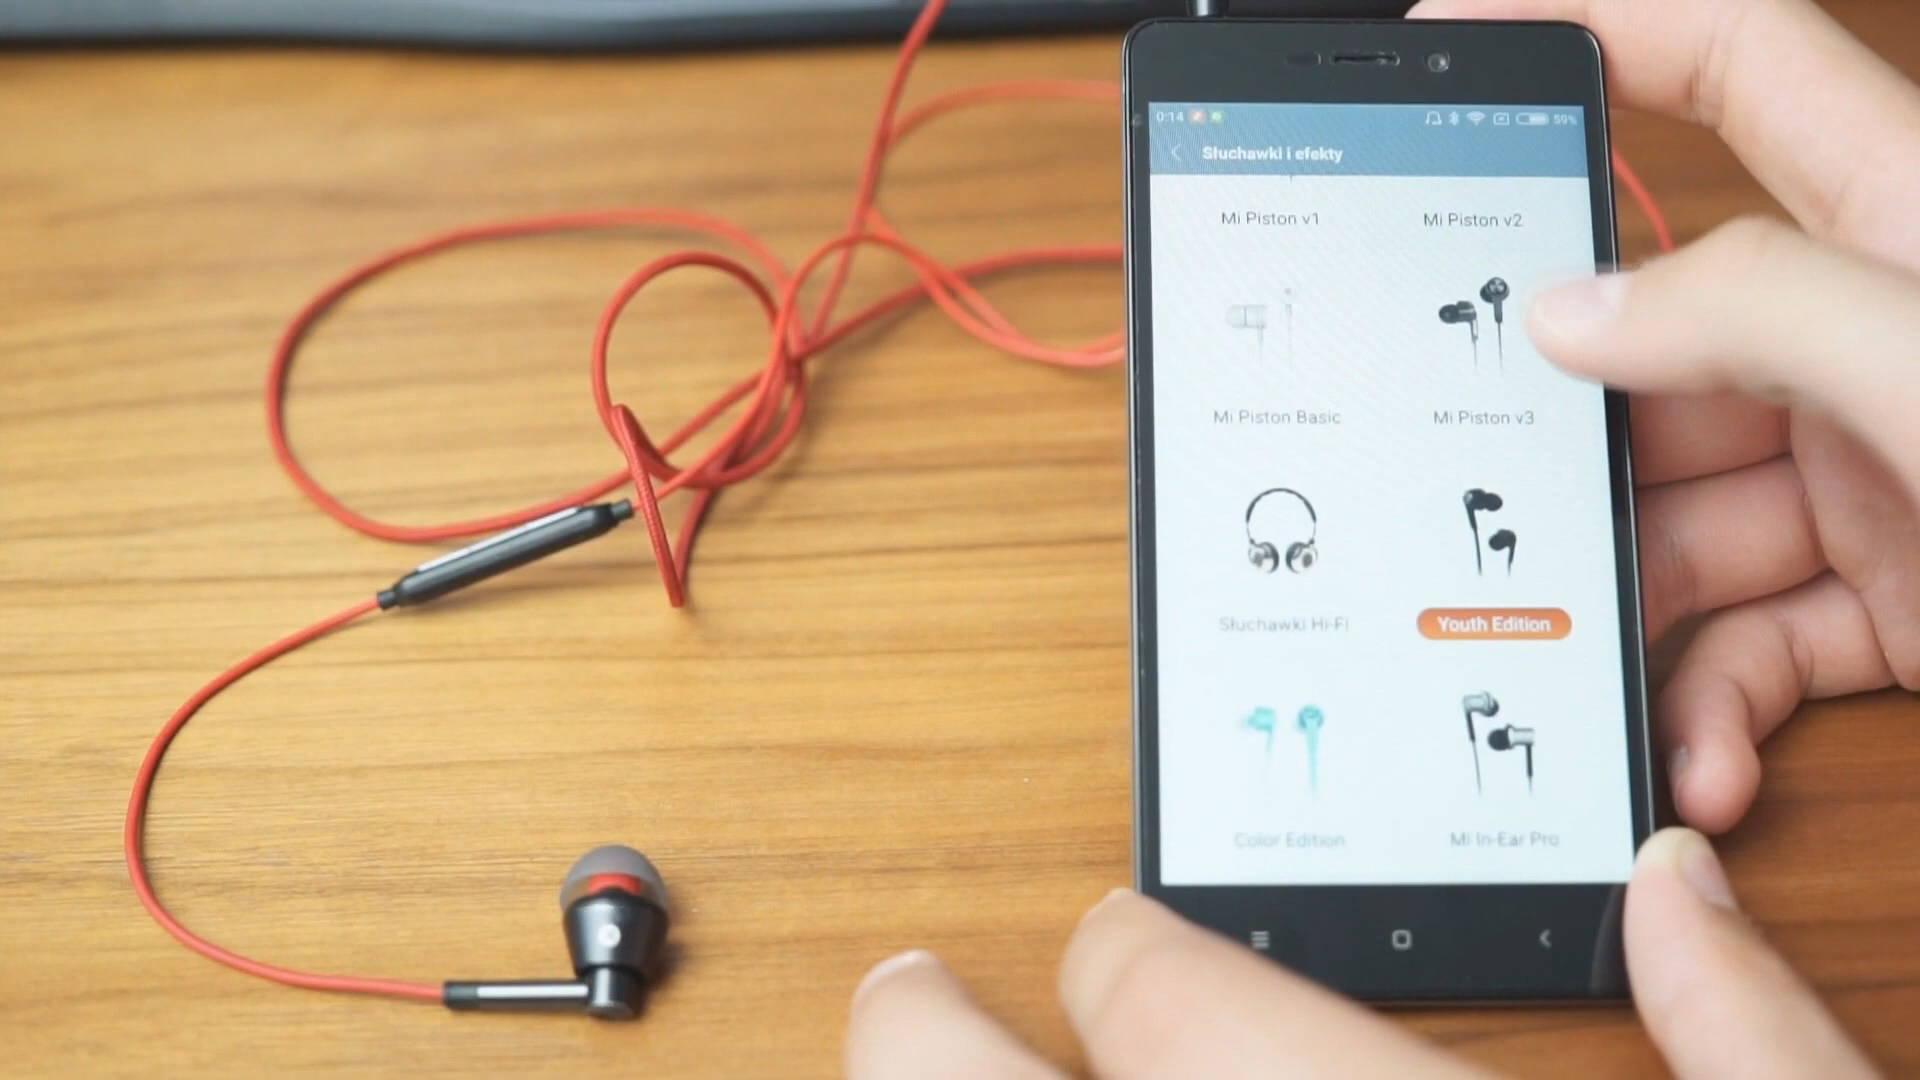 0:14
59%
Słuchawki i efekty
Mi Piston v1
Mi Piston v2
Mi Piston Basic
Mi Piston v3
Słuchawki Hi-Fi
Youth Edition
Color Edition
Mi In-Ear Pro